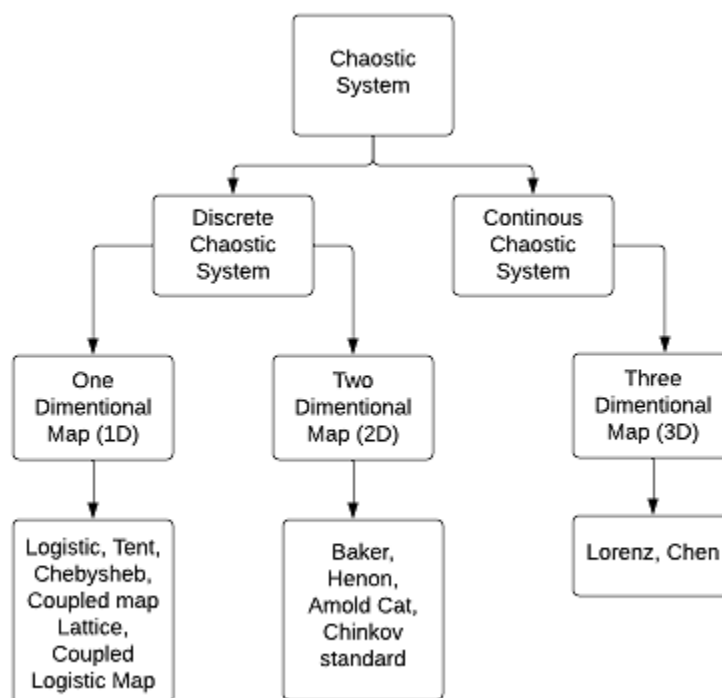 Chaostic
System
Discrete
Chaostic
System
Continous
Chaostic
System
One
Dimentional
Map (1D)
Two
Dimentional
Map (2D)
Three
Dimentional
Map (3D)
Logistic, Tent,
Chebysheb,
Coupled map
Lattice,
Coupled
Logistic Map
Baker,
Henon,
Arnold Cat,
Chinkov
standard
Lorenz, Chen